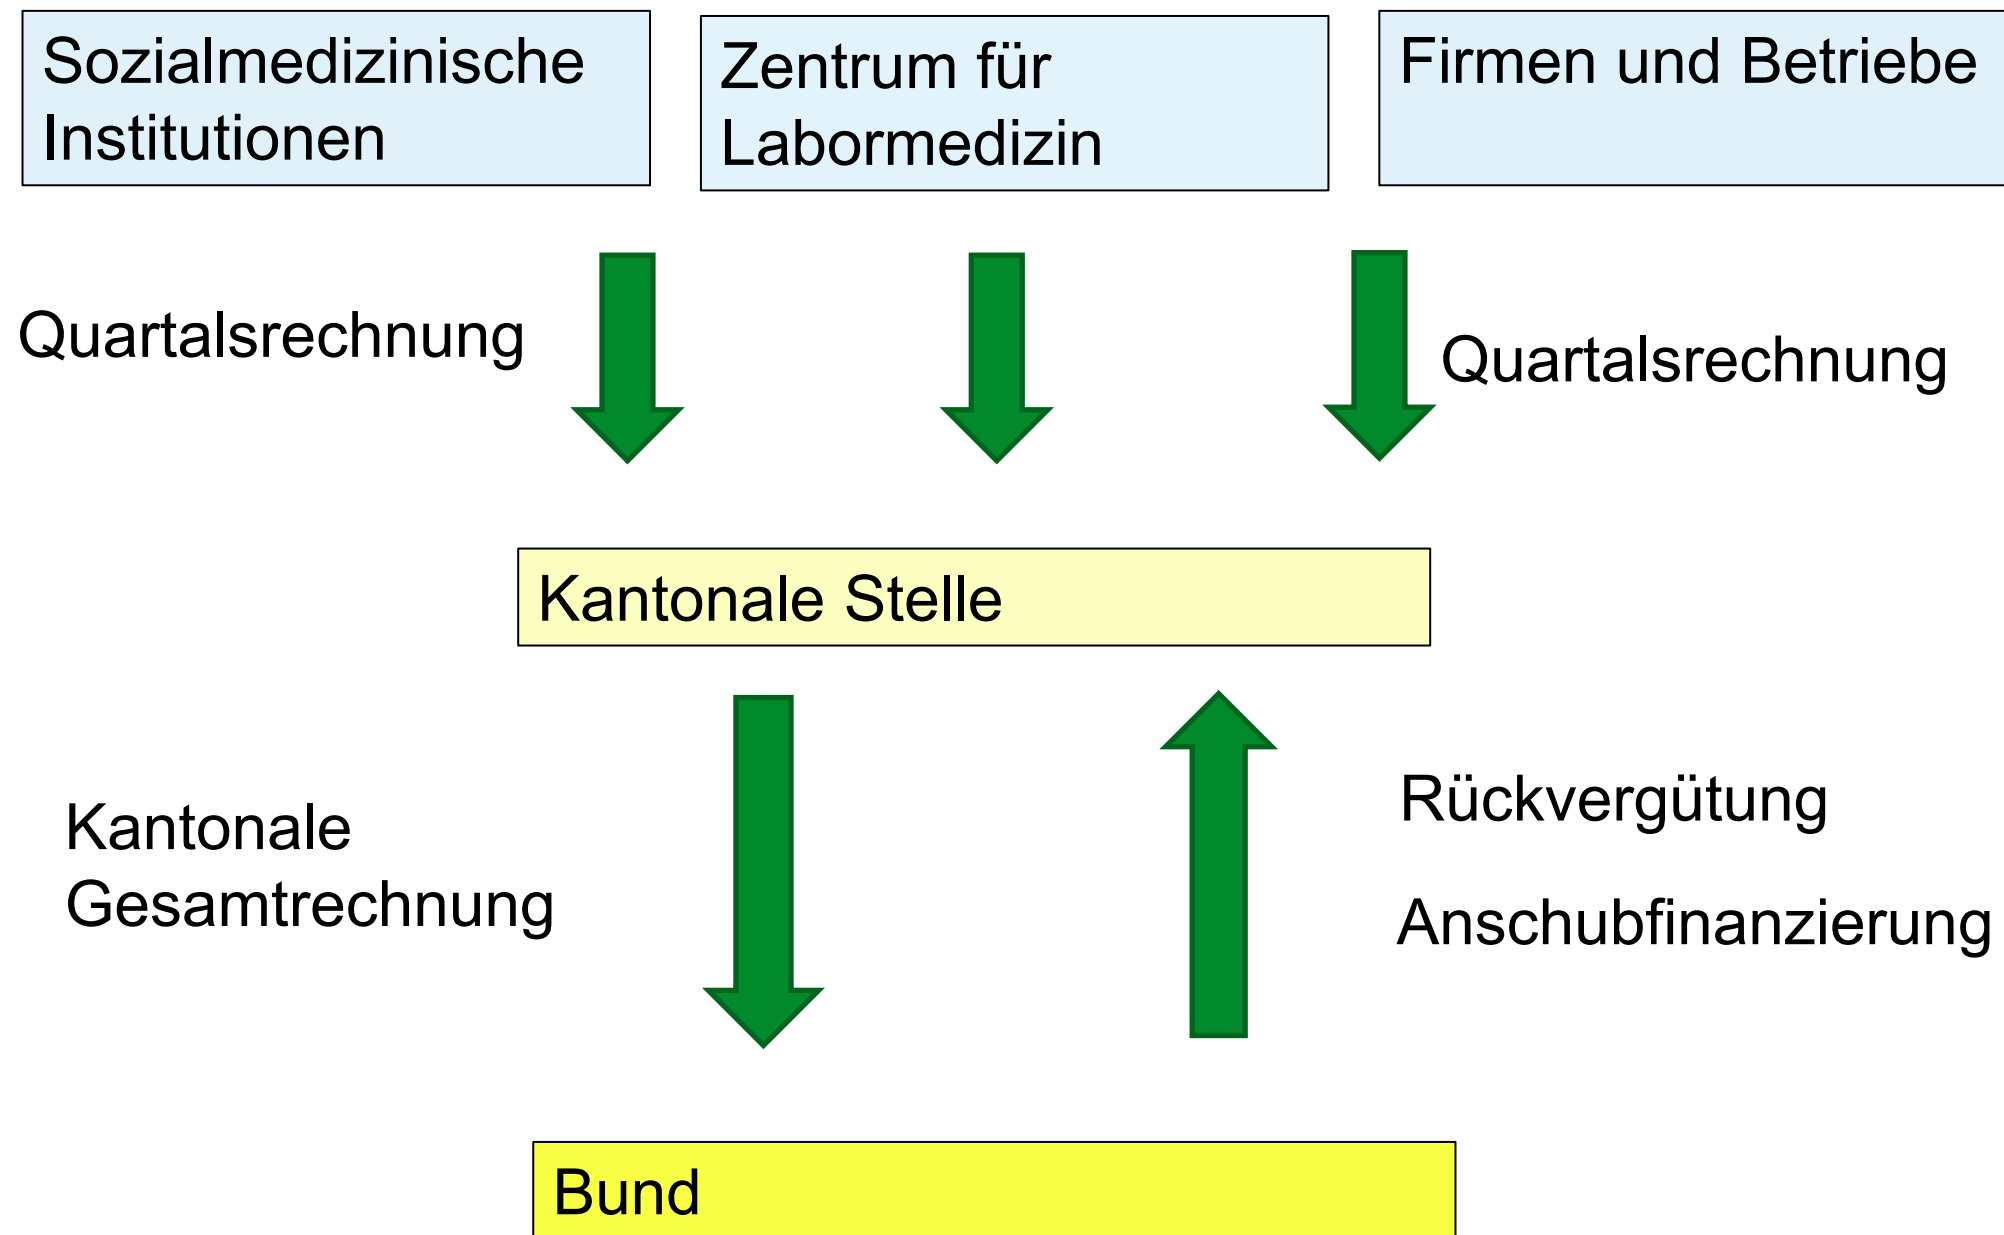 Sozialmedizinische
Institutionen
Zentrum für
Labormedizin
Firmen und Betriebe
Quartalsrechnung
Quartalsrechnung
Kantonale Stelle
Kantonale
Gesamtrechnung
Rückvergütung
Anschubfinanzierung
Bund